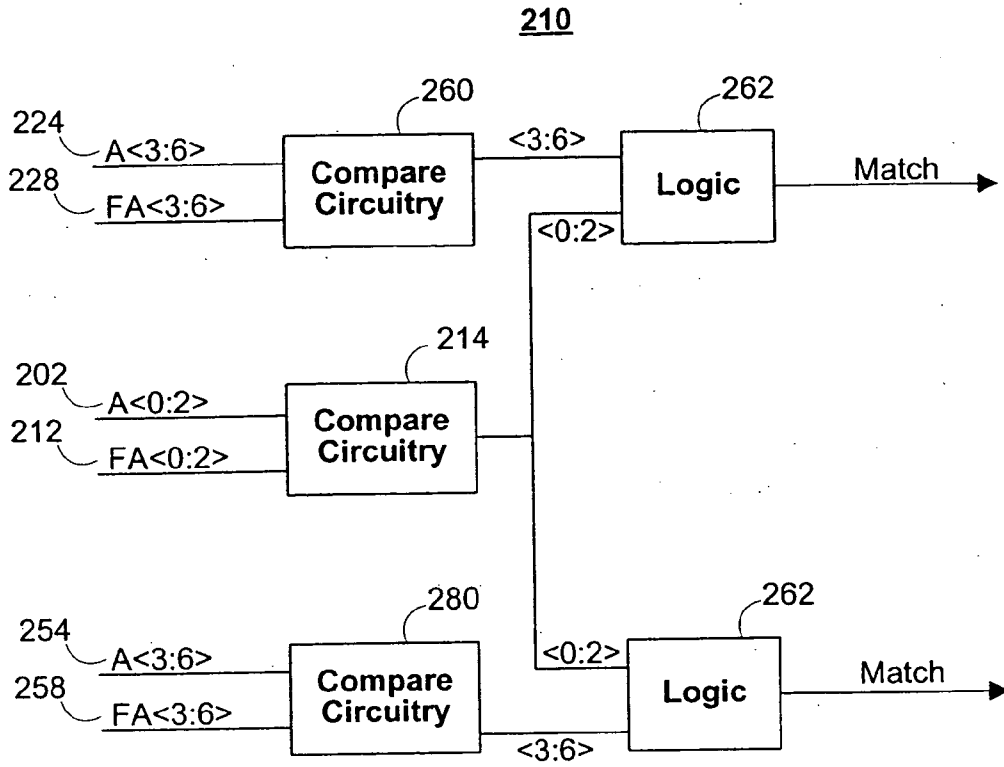 210
260
262
224
A<3:6>
228
FA<3:6>
Compare
Circuitry
<3:6>
<0:2>
Logic
Match
214
202
A<0:2>
212
FA<0:2>
Compare
Circuitry
280
262
254
A<3:6>
258
FA<3:6>
Compare
Circuitry
<0:2>
<3:6>
Logic
Match